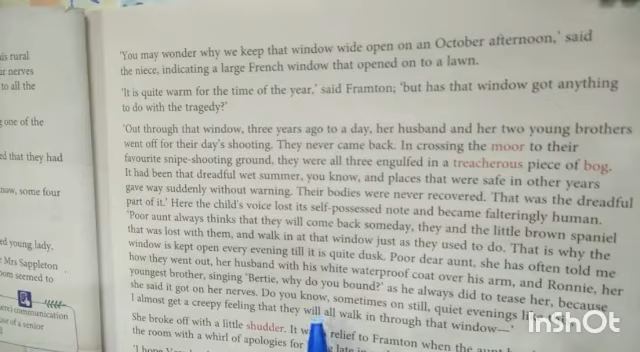 'You may wonder why we keep that window wide open on an October afternoon,' said
the niece, indicating a large French window that opened on to a lawn.
'It is quite warm for the time of the year,' said Framton; 'but has that window got anything
to do with the tragedy?'
'Out through that window, three years ago to a day, her husband and her two young brothers
went off for their day's shooting. They never came back. In crossing the moor to their
favourite snipe-shooting ground, they were all three engulfed in a treacherous piece of bog.
It had been that dreadful wet summer, you know, and places that were safe in other years
gave way suddenly without warning. Their bodies were never recovered. That was the dreadful
part of it.' Here the child's voice lost its self-possessed note and became falteringly human.
'Poor aunt always thinks that they will come back someday, they and the little brown spaniel
that was lost with them, and walk in at that window just as they used to do. That is why the
window is kept open every evening till it is quite dusk. Poor dear aunt, she has often told me
how they went out, her husband with his white waterproof coat over his arm, and Ronnie, her
youngest brother, singing 'Bertie, why do you bound?' as he always did to tease her, because
she said it got on her nerves. Do you know, sometimes on still, quiet evenings
I almost get a creepy feeling that they will all walk in through that window—'
She broke off with a little shudder. It relief to Framton when the aunt
the room with a whirl of apologies for late
rural
nerves
to all the
one of the
that they had
now, some four
young lady.
Mrs Sappleton
seemed to
communication
of a senior
InShOt